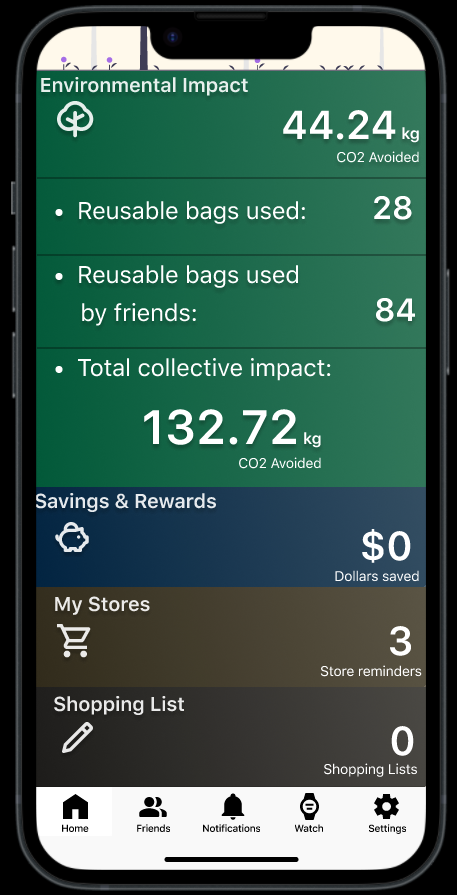 Environmental Impact
44.24 kg
CO2 Avoided
• Reusable bags used: 28
• Reusable bags used
by friends: 84
• Total collective impact:
132.72 kg
CO2 Avoided
Savings & Rewards
$0
Dollars saved
My Stores
3
Store reminders
Shopping List
0
Shopping Lists
Home Friends Notifications Watch Settings